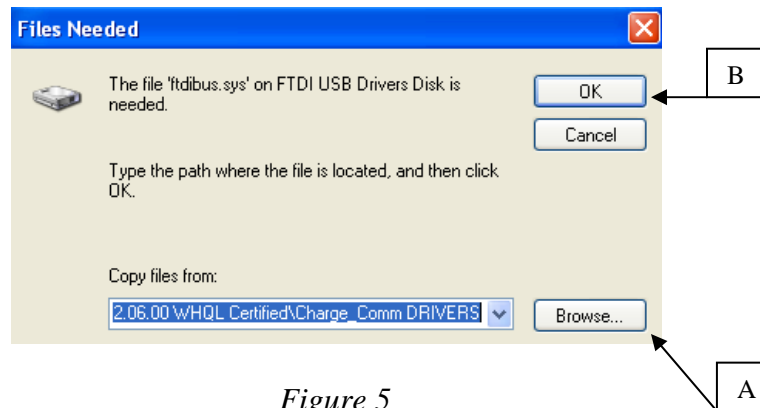 Files Needed
The file 'ftdibus.sys' on FTDI USB Drivers Disk is
needed.
OK
B
Cancel
Type the path where the file is located, and then click
OK.
Copy files from:
2.06.00 WHQL Certified\Charge_Comm DRIVERS
Browse...
A
Figure 5